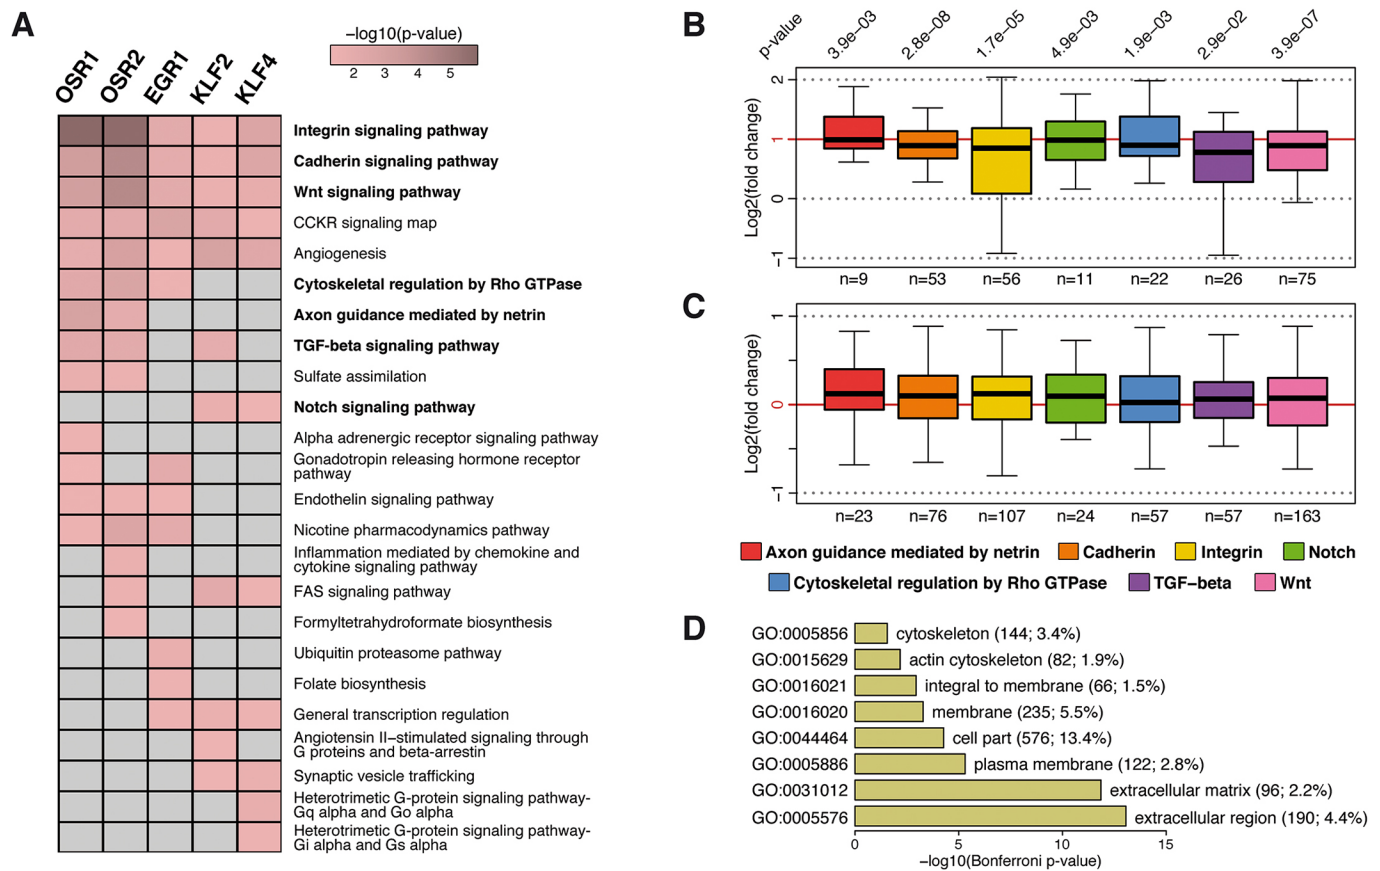 A
−log10(p-value)
2 3 4 5
OSR1 OSR2 EGR1 KLF2 KLF4
Integrin signaling pathway
Cadherin signaling pathway
Wnt signaling pathway
CCKR signaling map
Angiogenesis
Cytoskeletal regulation by Rho GTPase
Axon guidance mediated by netrin
TGF-beta signaling pathway
Sulfate assimilation
Notch signaling pathway
Alpha adrenergic receptor signaling pathway
Gonadotropin releasing hormone receptor
pathway
Endothelin signaling pathway
Nicotine pharmacodynamics pathway
Inflammation mediated by chemokine and
cytokine signaling pathway
FAS signaling pathway
Formyltetrahydroformate biosynthesis
Ubiquitin proteasome pathway
Folate biosynthesis
General transcription regulation
Angiotensin II−stimulated signaling through
G proteins and beta-arrestin
Synaptic vesicle trafficking
Heterotrimetic G-protein signaling pathway-
Gq alpha and Go alpha
Heterotrimetic G-protein signaling pathway-
Gi alpha and Gs alpha
B
p-value 3.9e−03 2.8e−08 1.7e−05 4.9e−03 1.9e−03 2.9e−02 3.9e−07
Log2(fold change)
2
1
0
−1
n=9 n=53 n=56 n=11 n=22 n=26 n=75
C
Log2(fold change)
1
0
−1
n=23 n=76 n=107 n=24 n=57 n=57 n=163
Axon guidance mediated by netrin Cadherin Integrin Notch
Cytoskeletal regulation by Rho GTPase TGF−beta Wnt
D
GO:0005856 cytoskeleton (144; 3.4%)
GO:0015629 actin cytoskeleton (82; 1.9%)
GO:0016021 integral to membrane (66; 1.5%)
GO:0016020 membrane (235; 5.5%)
GO:0044464 cell part (576; 13.4%)
GO:0005886 plasma membrane (122; 2.8%)
GO:0031012 extracellular matrix (96; 2.2%)
GO:0005576 extracellular region (190; 4.4%)
0 5 10 15
−log10(Bonferroni p-value)